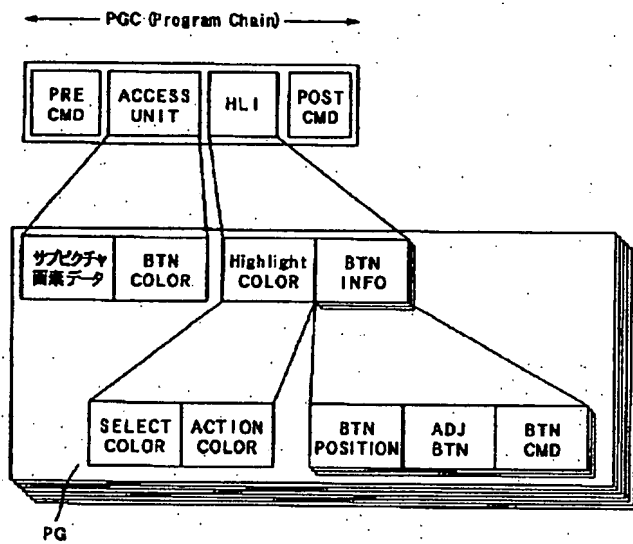 PGC (Program Chain)
PRE CMD
ACCESS UNIT
HLI
POST CMD
サブピクチャ画素データ
BTN COLOR
Highlight COLOR
BTN INFO
SELECT COLOR
ACTION COLOR
BTN POSITION
ADJ BTN
BTN CMD
PG